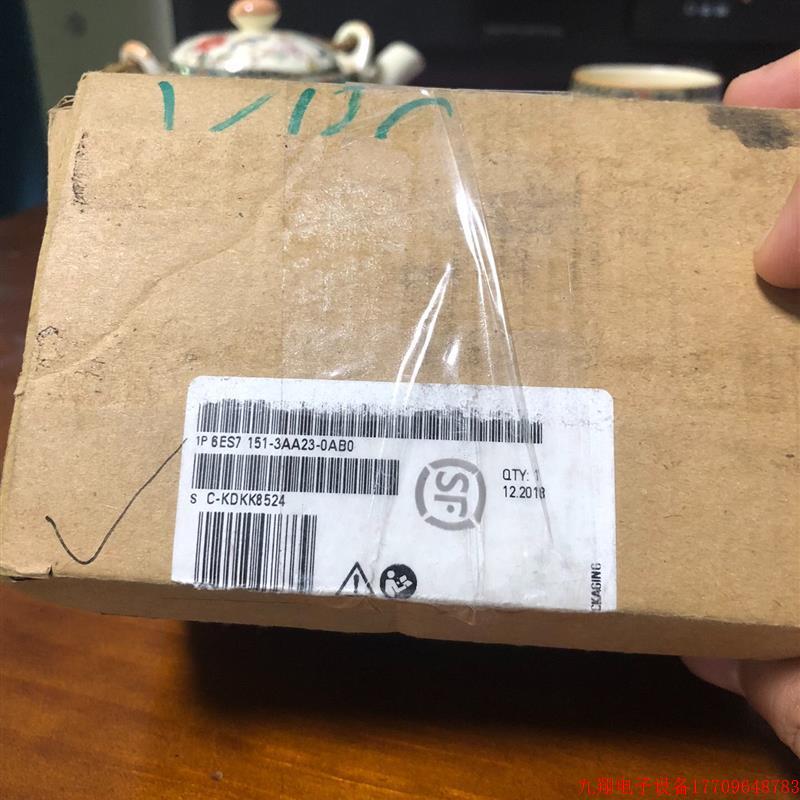 1P 6ES7 151-3AA23-0AB0
S C-KDKK8524
SF
QTY: 1
12.2018
CKAGING
九翔电子设备17709648783